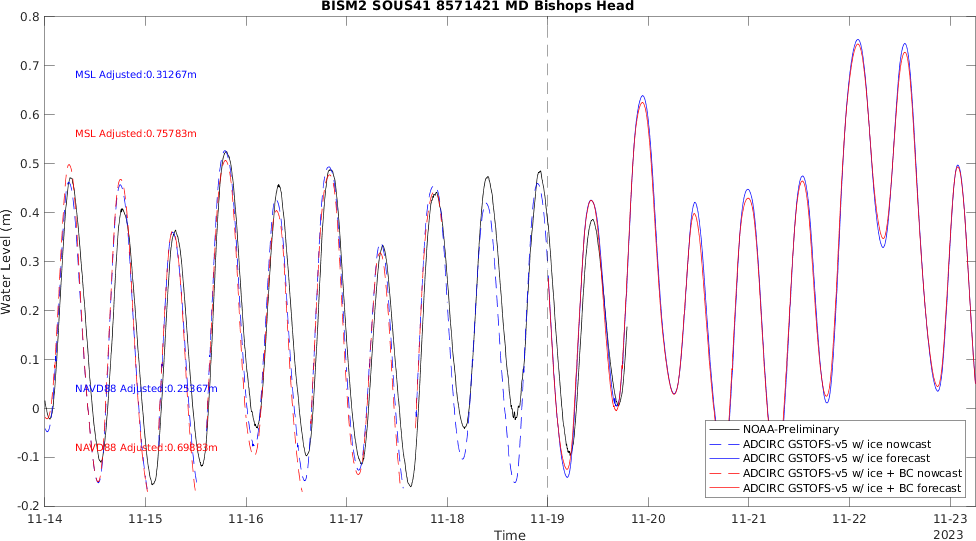 BISM2 SOUS41 8571421 MD Bishops Head
0.8
0.7
0.6
0.5
0.4
0.3
0.2
0.1
0
-0.1
-0.2
Water Level (m)
MSL Adjusted:0.31267m
MSL Adjusted:0.75783m
NAVD88 Adjusted:0.25367m
NAVD88 Adjusted:0.69883m
NOAA-Preliminary
ADCIRC GSTOFS-v5 w/ ice nowcast
ADCIRC GSTOFS-v5 w/ ice forecast
ADCIRC GSTOFS-v5 w/ ice + BC nowcast
ADCIRC GSTOFS-v5 w/ ice + BC forecast
11-14 11-15 11-16 11-17 11-18 11-19 11-20 11-21 11-22 11-23
Time
2023